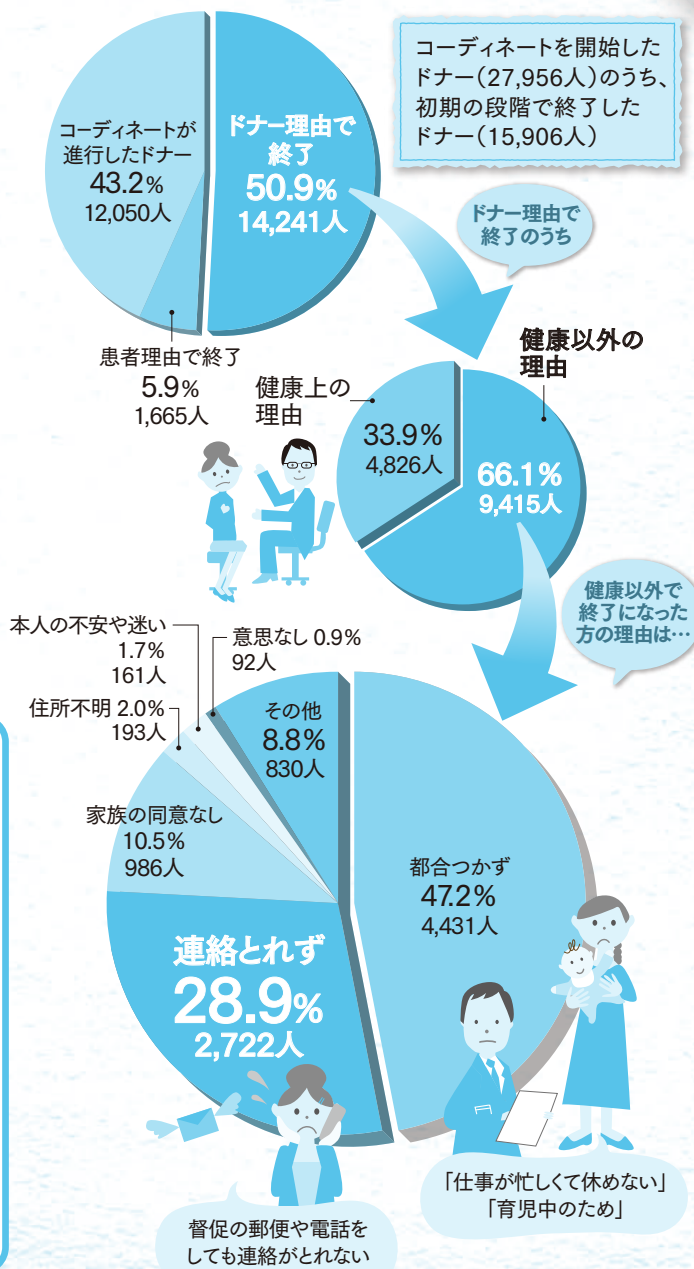 コーディネートを開始した
ドナー(27,956人)のうち、
初期の段階で終了した
ドナー(15,906人)
コーディネートが
進行したドナー
43.2%
12,050人
ドナー理由で
終了
50.9%
14,241人
患者理由で終了
5.9%
1,665人
ドナー理由で
終了のうち
健康上の
理由
33.9%
4,826人
健康以外の
理由
66.1%
9,415人
健康以外で
終了になった
方の理由は…
本人の不安や迷い
1.7%
161人
意思なし 0.9%
92人
住所不明 2.0%
193人
その他
8.8%
830人
家族の同意なし
10.5%
986人
都合つかず
47.2%
4,431人
連絡とれず
28.9%
2,722人
「仕事が忙しくて休めない」
「育児中のため」
督促の郵便や電話を
しても連絡がとれない